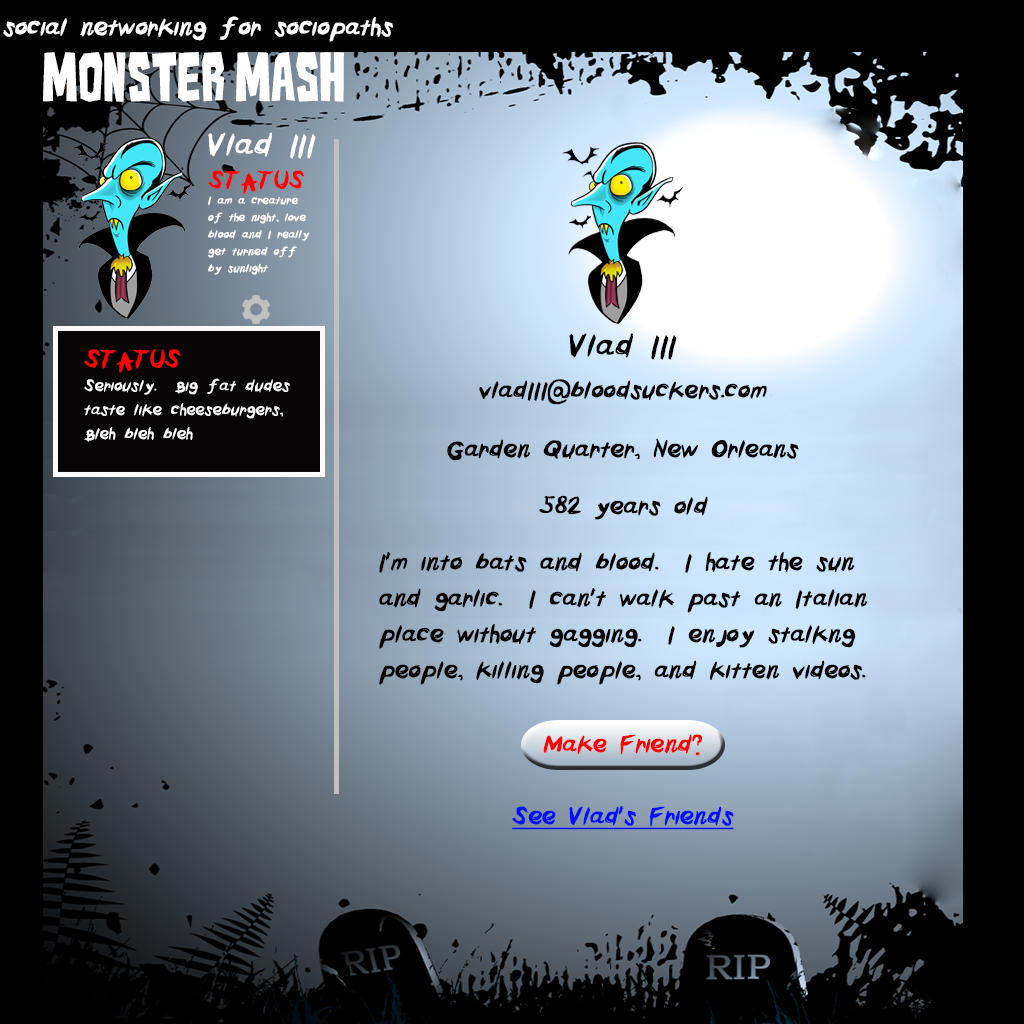 social networking for sociopaths
MONSTER MASH
Vlad III
STATUS
I am a creature
of the night, love
blood and I really
get turned off
by sunlight
STATUS
Seriously. Big fat dudes
taste like cheeseburgers,
Bleh bleh bleh
Vlad III
vladIII@bloodsuckers.com
Garden Quarter, New Orleans
582 years old
I'm into bats and blood. I hate the sun
and garlic. I can't walk past an Italian
place without gagging. I enjoy stalkng
people, killing people, and kitten videos.
Make Friend?
See Vlad's Friends
RIP
RIP